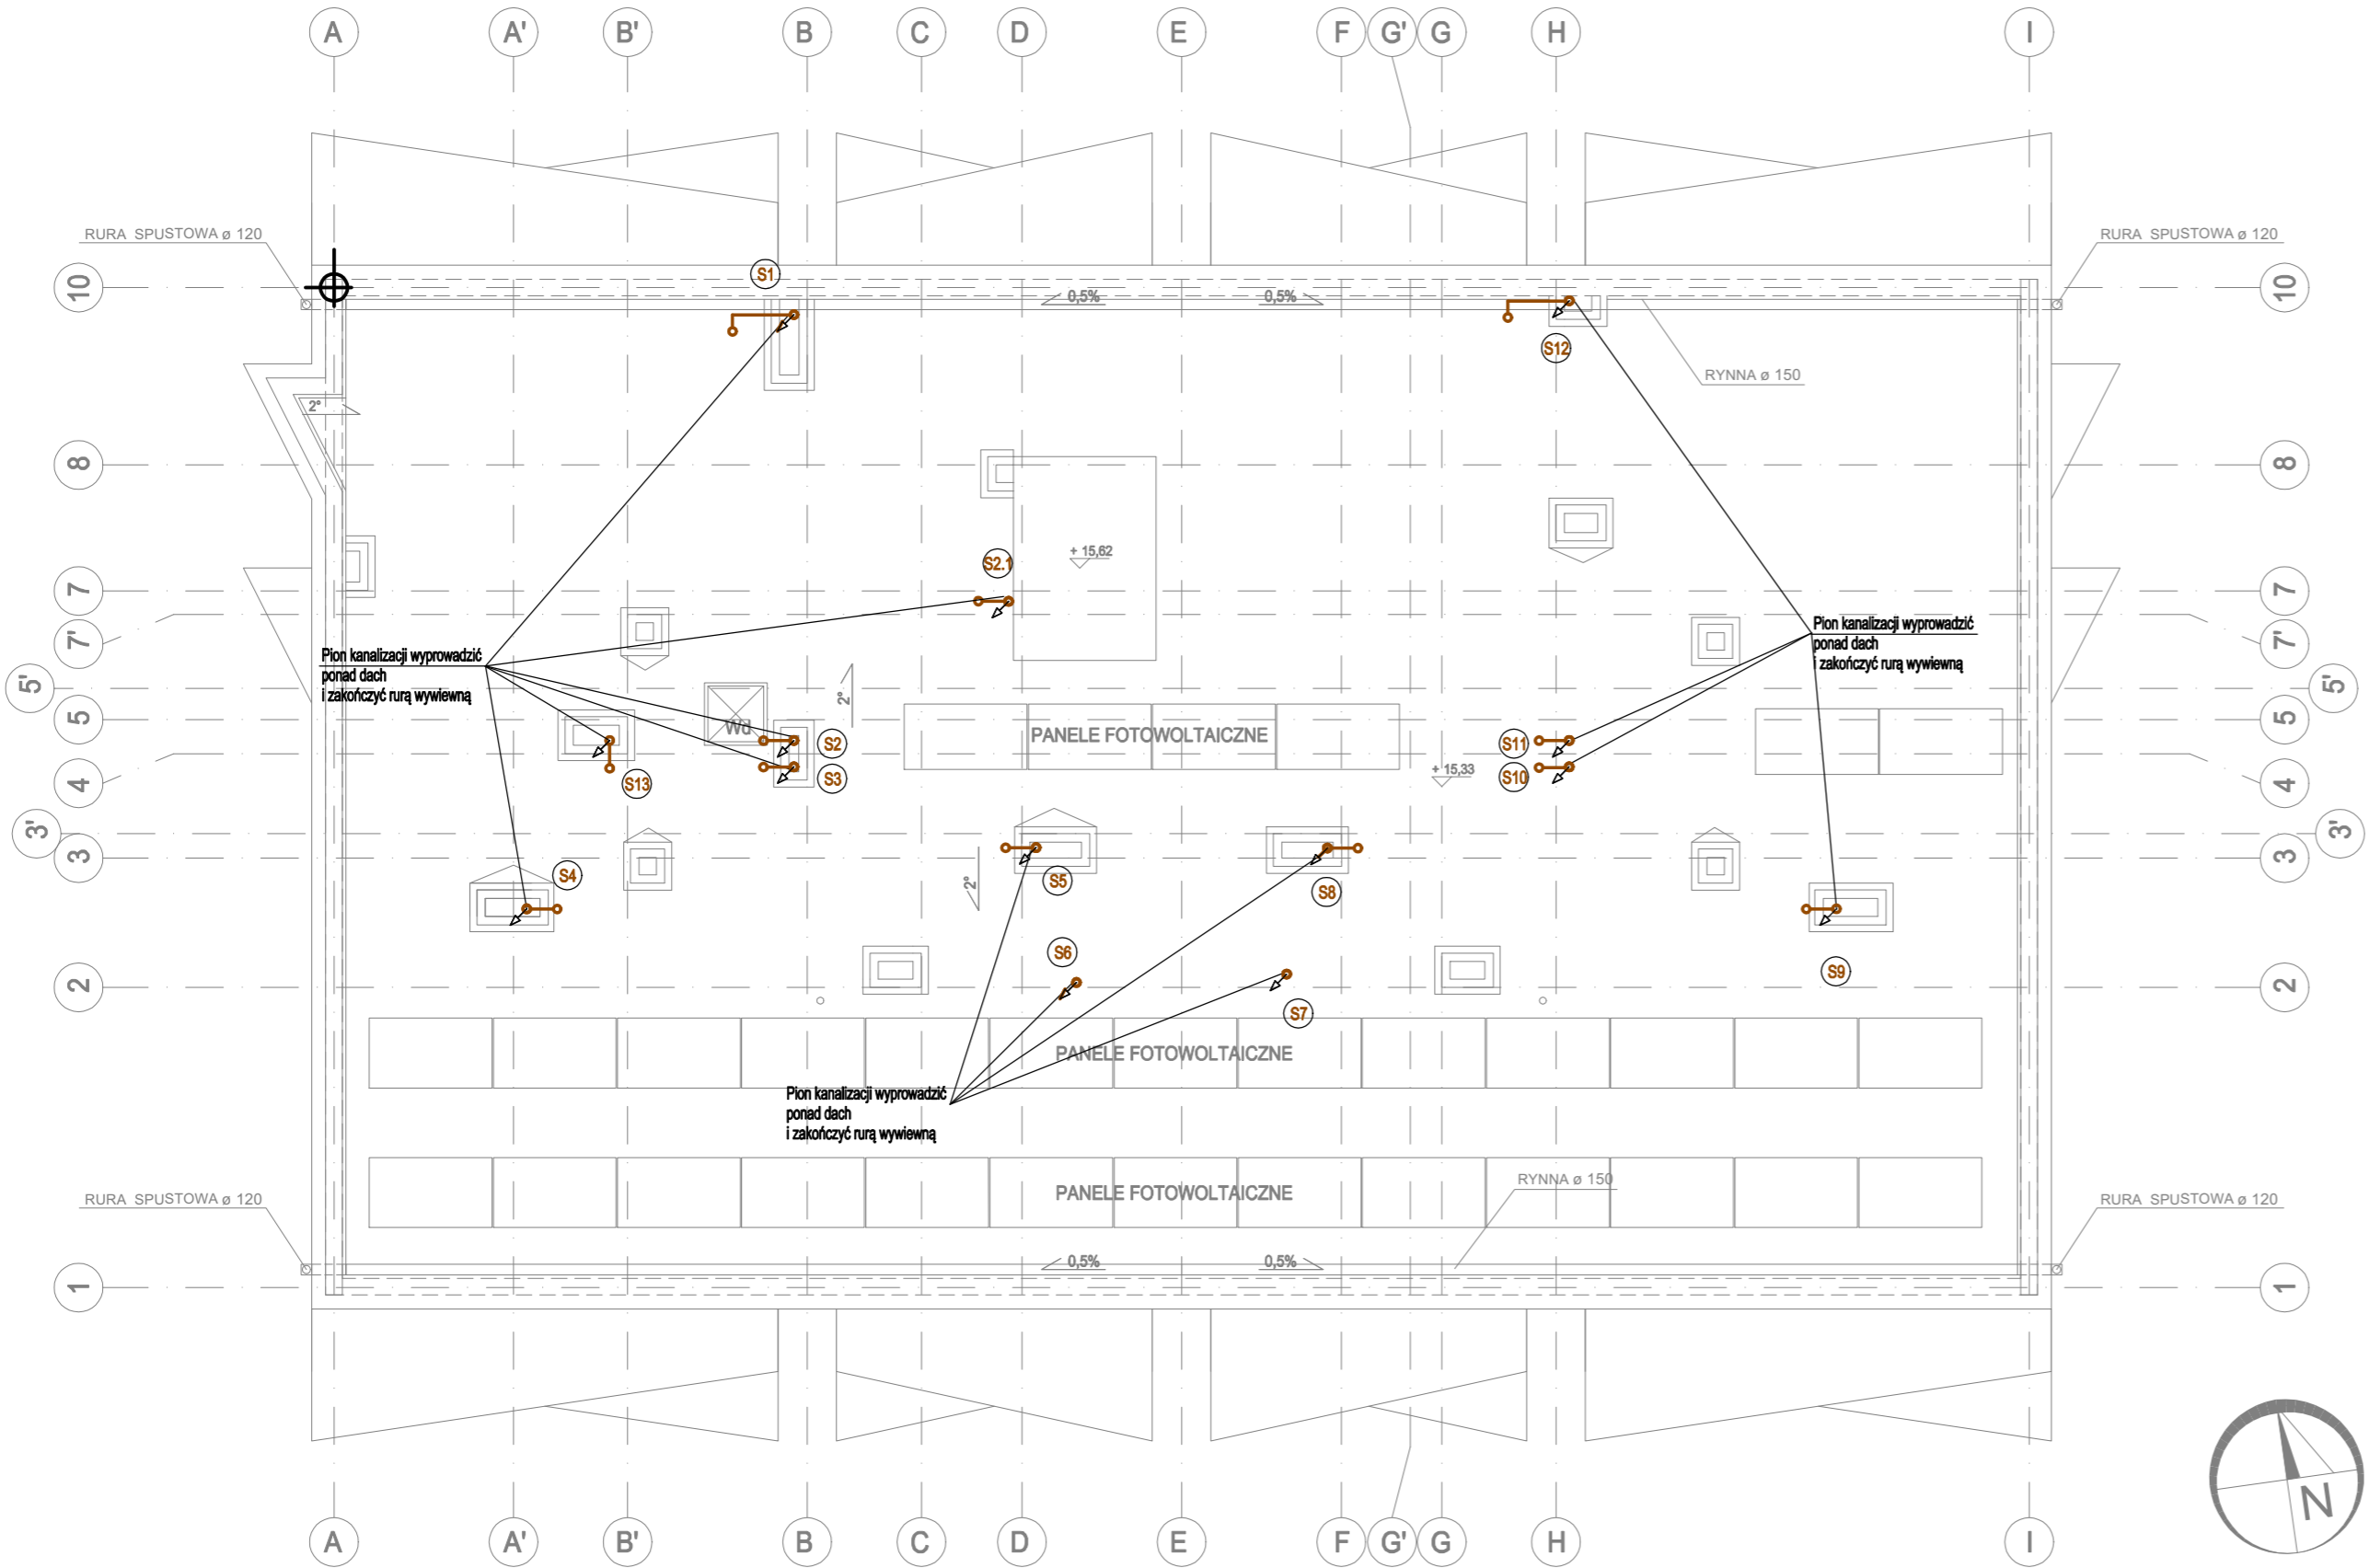 A A' B' B C D E F G' G H I
RURA SPUSTOWA ø 120
RURA SPUSTOWA ø 120
S1
10
10
0,5%
0,5%
S12
RYNNA ø 150
2°
8
8
+ 15,62
S2.1
7
7
Pion kanalizacji wyprowadzić
ponad dach
i zakończyć rurą wywiewną
7'
7'
Pion kanalizacji wyprowadzić
ponad dach
i zakończyć rurą wywiewną
5'
5'
2°
5
5
Wd
PANELE FOTOWOLTAICZNE
S2
S11
S3
S10
+ 15,33
S13
4
4
3'
3'
3
3
S4
2°
S5
S8
S6
S9
2
2
S7
PANELE FOTOWOLTAICZNE
Pion kanalizacji wyprowadzić
ponad dach
i zakończyć rurą wywiewną
RYNNA ø 150
PANELE FOTOWOLTAICZNE
RURA SPUSTOWA ø 120
RURA SPUSTOWA ø 120
0,5%
0,5%
1
1
N
A A' B' B C D E F G' G H I